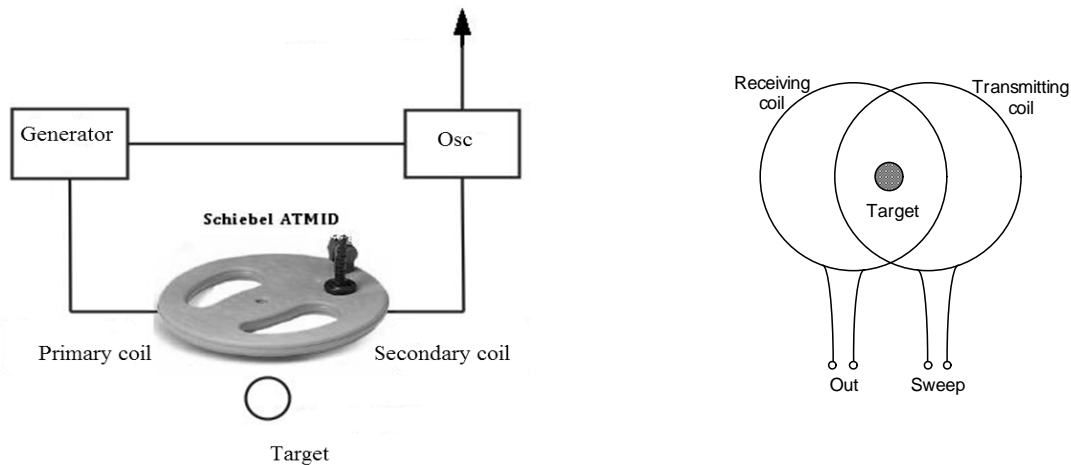 Generator
Osc
Schiebel ATMID
Primary coil
Secondary coil
Target
Receiving
coil
Transmitting
coil
Target
Out
Sweep